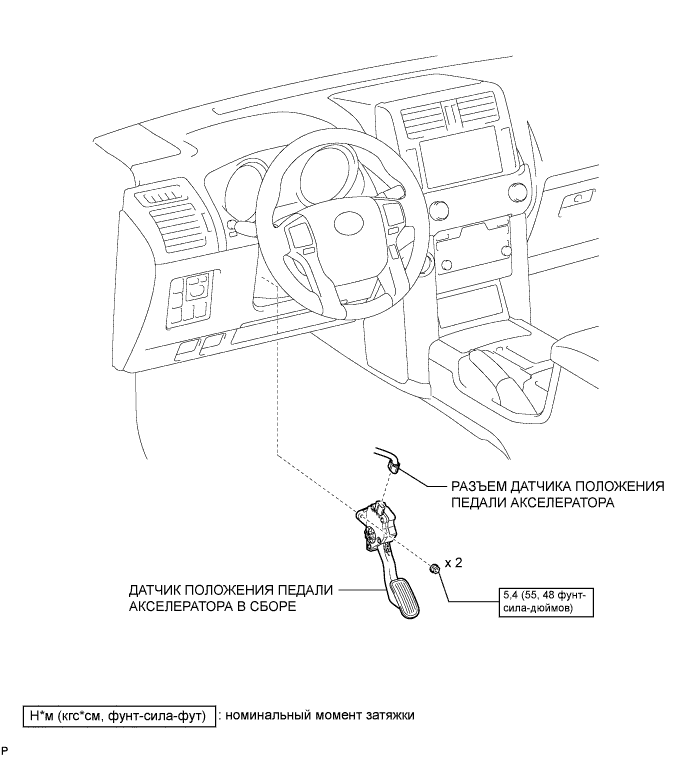 РАЗЪЕМ ДАТЧИКА ПОЛОЖЕНИЯ
ПЕДАЛИ АКСЕЛЕРАТОРА
x 2
ДАТЧИК ПОЛОЖЕНИЯ ПЕДАЛИ
АКСЕЛЕРАТОРА В СБОРЕ
5,4 (55, 48 фунт-
сила-дюймов)
Н*м (кгс*см, фунт-сила-фут) : номинальный момент затяжки
P